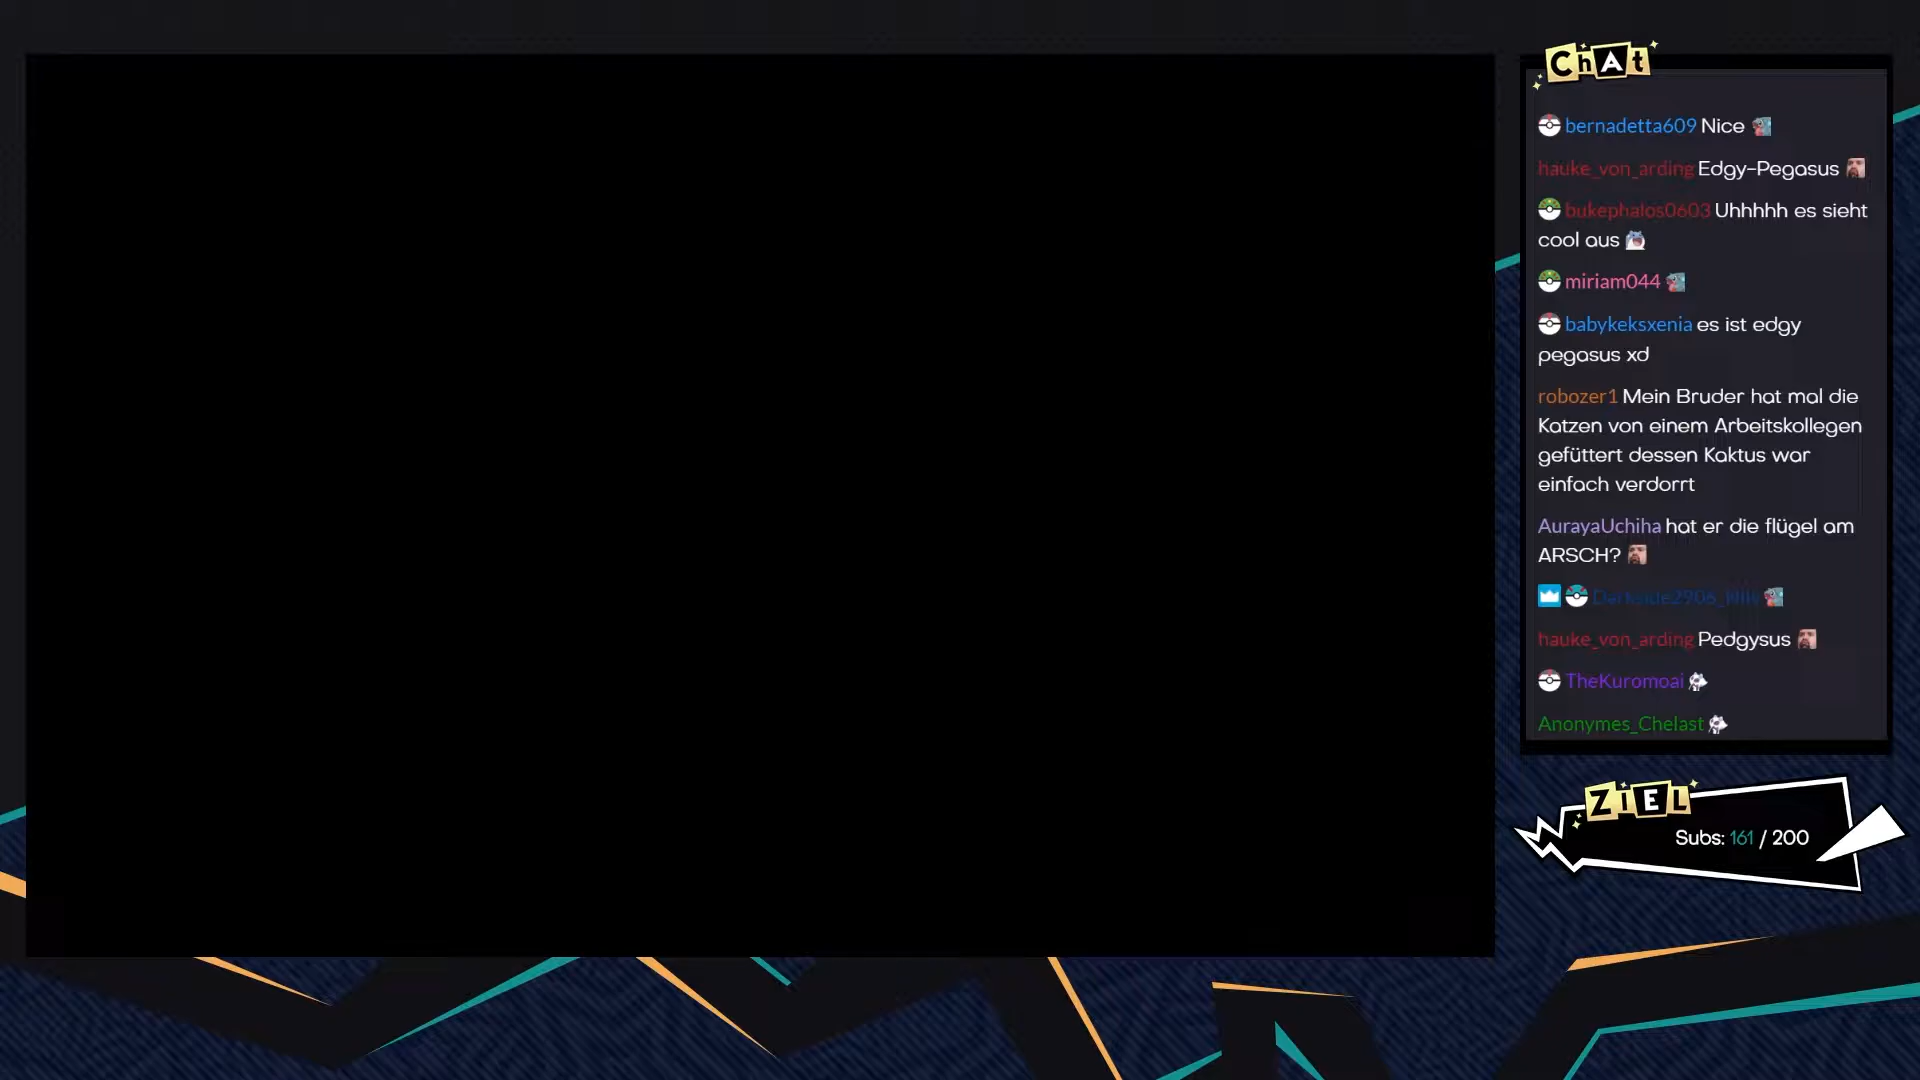 ChAt
bernadetta609 Nice
hauke_von_arding Edgy-Pegasus
bukephalos0603 Uhhhhh es sieht
cool aus
miriam044
babykeksxenia es ist edgy
pegasus xd
robozer1 Mein Bruder hat mal die
Katzen von einem Arbeitskollegen
gefüttert dessen Kaktus war
einfach verdorrt
AurayaUchiha hat er die flügel am
ARSCH?
hauke_von_arding Pedgysus
TheKuromoai
Anonymes_Chelast
ZIEL
Subs: 161 / 200